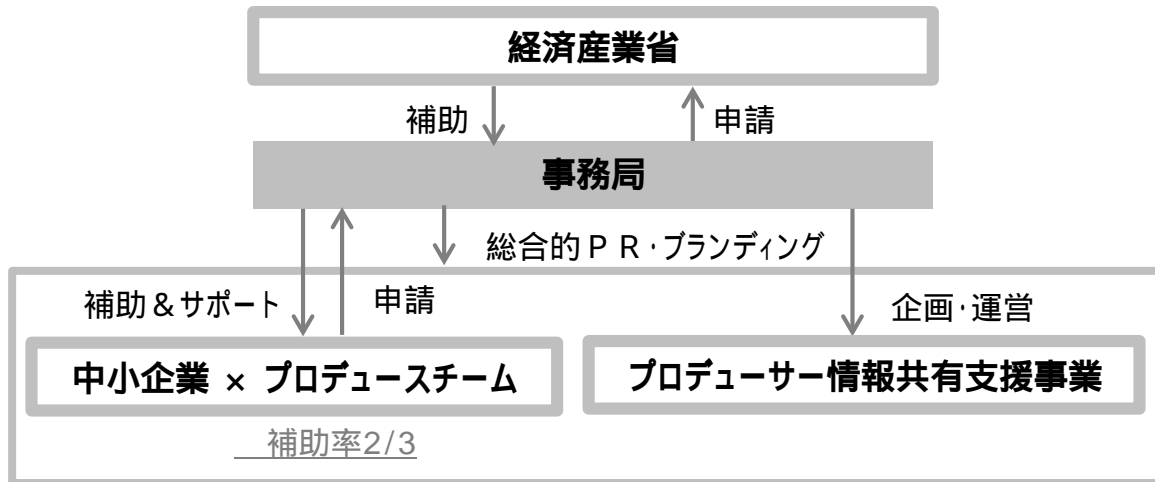 経済産業省
補助
申請
事務局
総合的PR・ブランディング
補助&サポート
申請
企画・運営
中小企業 × プロデュースチーム
プロデューサー情報共有支援事業
補助率2/3